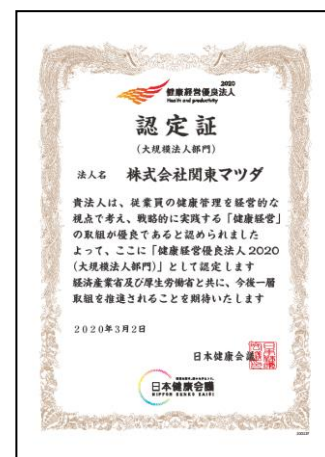 2020
健康経営優良法人
Health and productivity
認定証
(大規模法人部門)
法人名 株式会社関東マツダ
貴法人は、従業員の健康管理を経営的な
視点で考え、戦略的に実践する「健康経営」
の取組が優良であると認められました
よって、ここに「健康経営優良法人2020
(大規模法人部門)」として認定します
経済産業省及び厚生労働省と共に、今後一層
取組を推進されることを期待いたします
2020年3月2日
日本健康会議
日本健康会議
NIPPON KENKO KAIGI